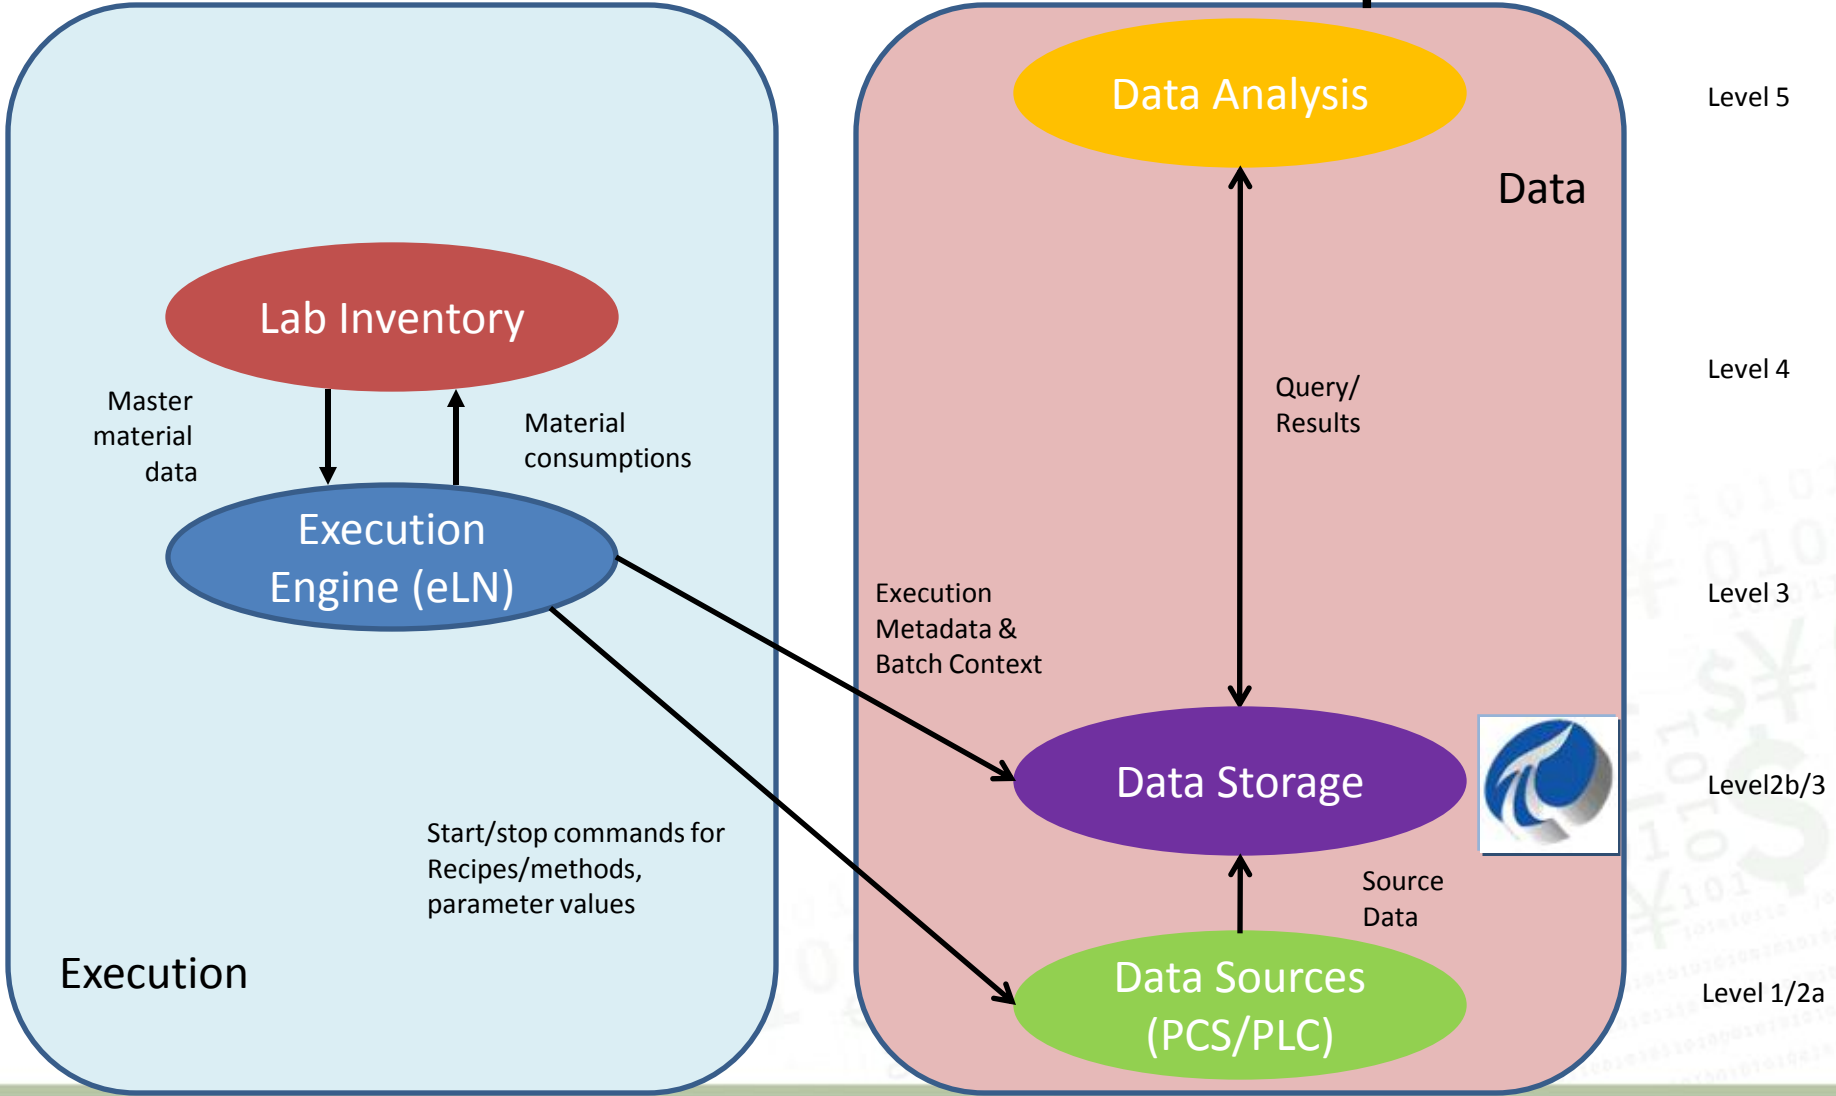 Data Analysis
Level 5
Data
Lab Inventory
Level 4
Master
material
data
Material
consumptions
Query/
Results
Execution
Engine (eLN)
Execution
Metadata &
Batch Context
Level 3
Data Storage
Level2b/3
Start/stop commands for
Recipes/methods,
parameter values
Source
Data
Execution
Data Sources
(PCS/PLC)
Level 1/2a